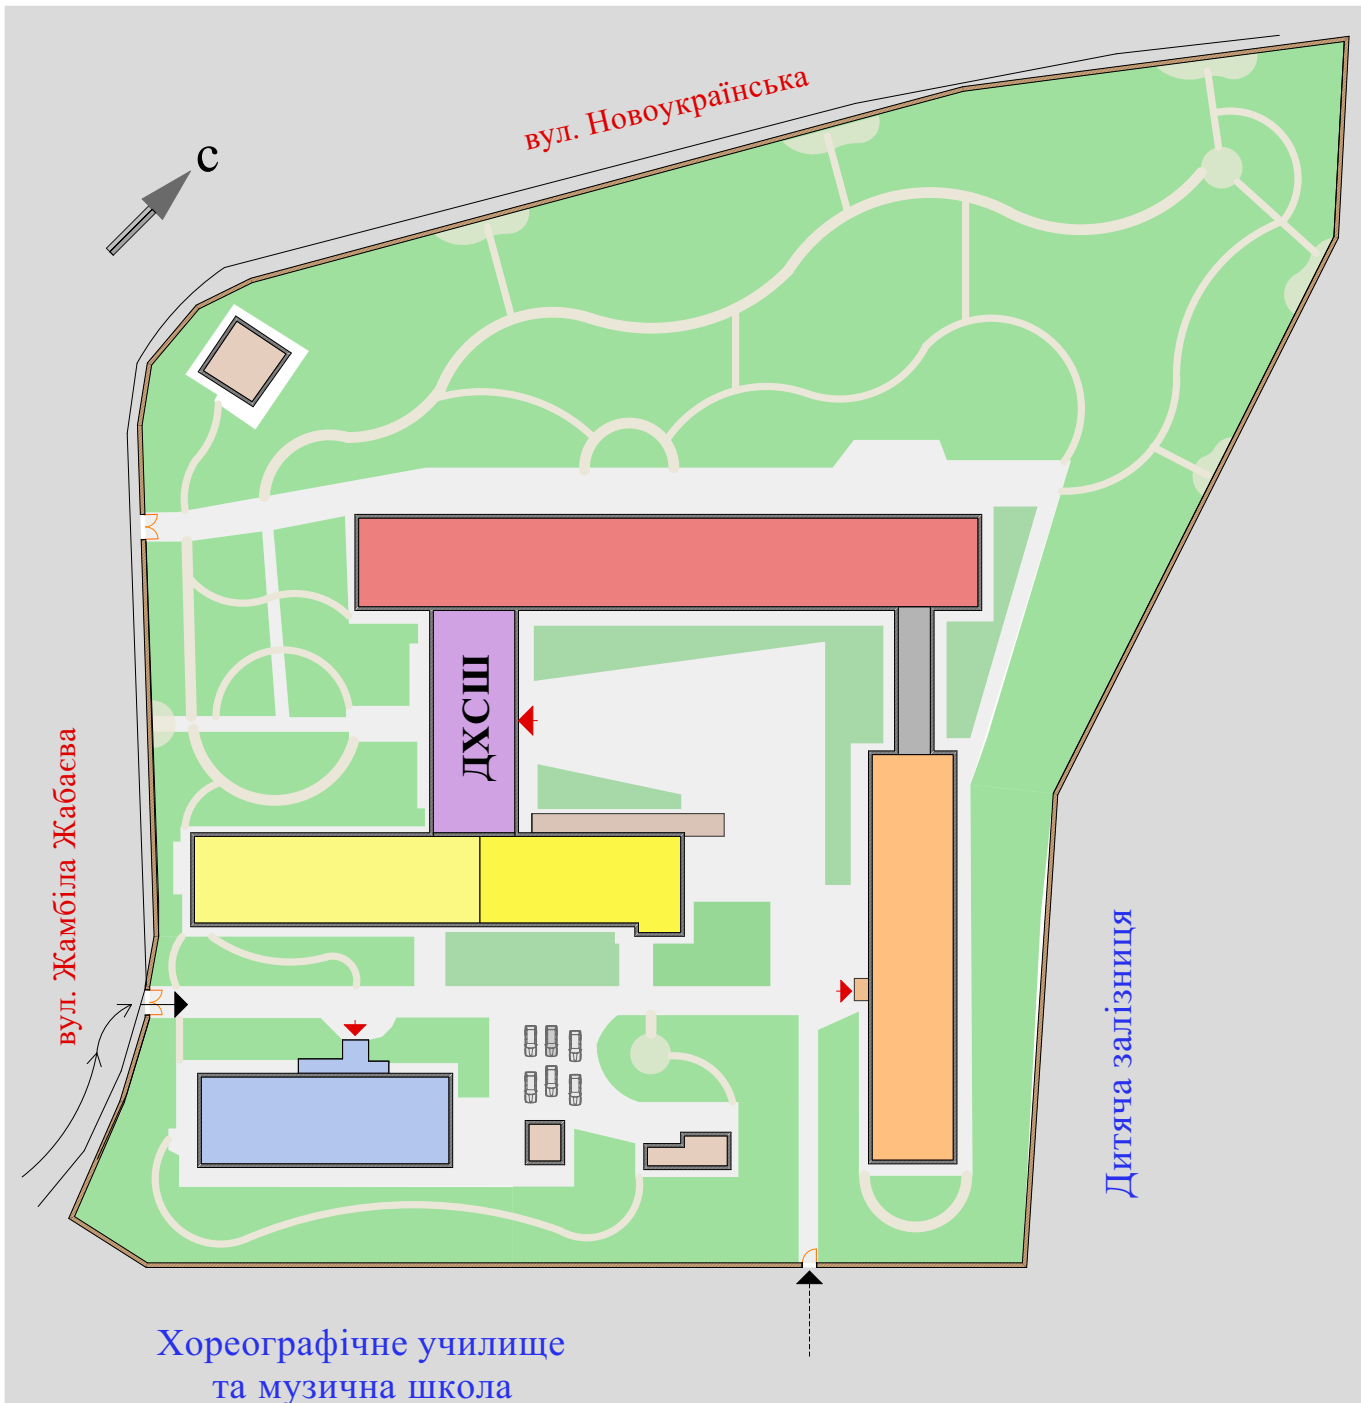 вул. Новоукраїнська
С
ДХСШ
вул. Жамбіла Жабаєва
Дитяча залізниця
Хореографічне училище
та музична школа